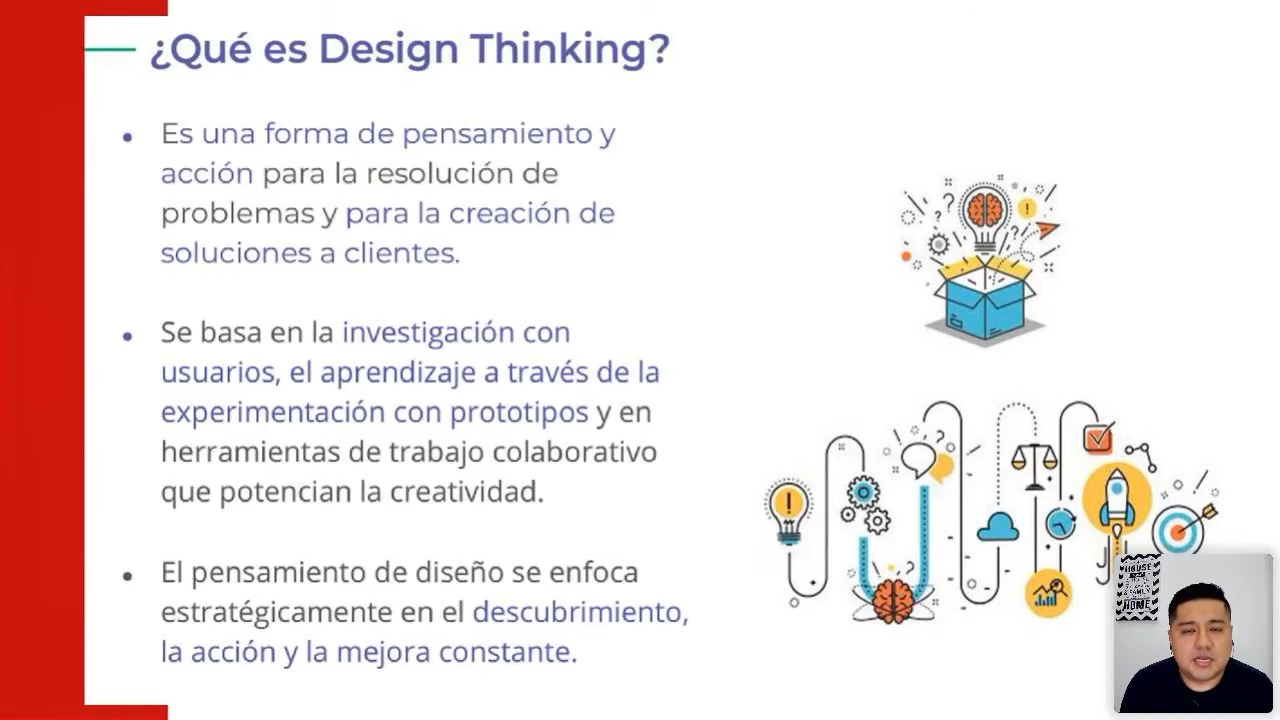 ¿Qué es Design Thinking?
• Es una forma de pensamiento y
acción para la resolución de
problemas y para la creación de
soluciones a clientes.
• Se basa en la investigación con
usuarios, el aprendizaje a través de la
experimentación con prototipos y en
herramientas de trabajo colaborativo
que potencian la creatividad.
• El pensamiento de diseño se enfoca
estratégicamente en el descubrimiento,
la acción y la mejora constante.
HOUSE
FAMILY
HOME